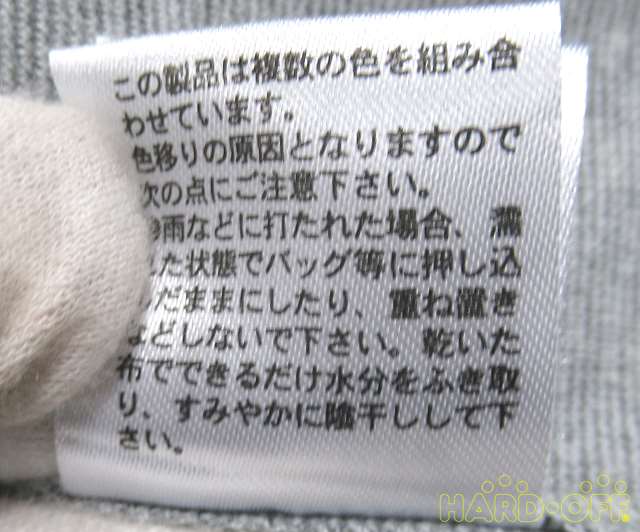 この製品は複数の色を組み合
わせています。
色移りの原因となりますので
次の点にご注意下さい。
雨などに打たれた場合、濡
した状態でバッグ等に押し込
だままにしたり、重ね置き
などしないで下さい。乾いた
布でできるだけ水分をふき取
り、すみやかに陰干しして下
さい。
HARD-OFF